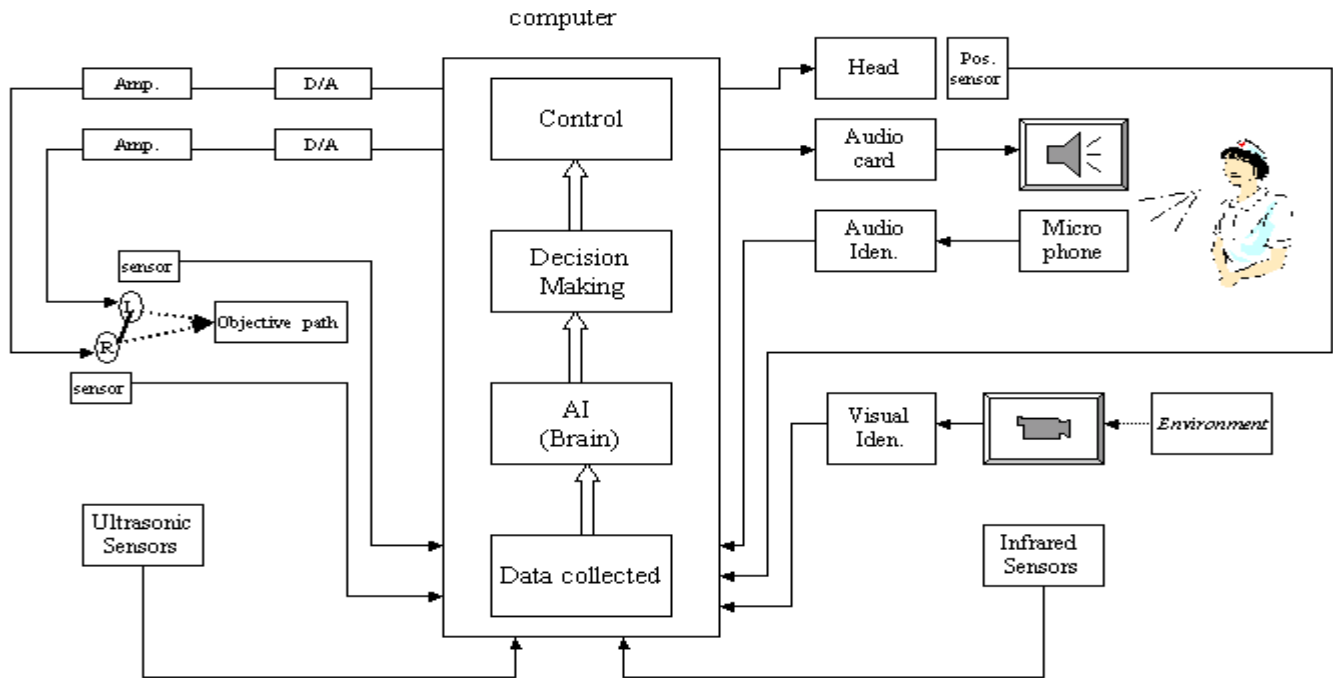 computer
Amp.
D/A
Control
Head
Pos.
sensor
Amp.
D/A
Audio
card
Audio
Iden.
Micro
phone
sensor
Decision
Making
L
R
Objective path
sensor
AI
(Brain)
Visual
Iden.
Environment
Ultrasonic
Sensors
Data collected
Infrared
Sensors